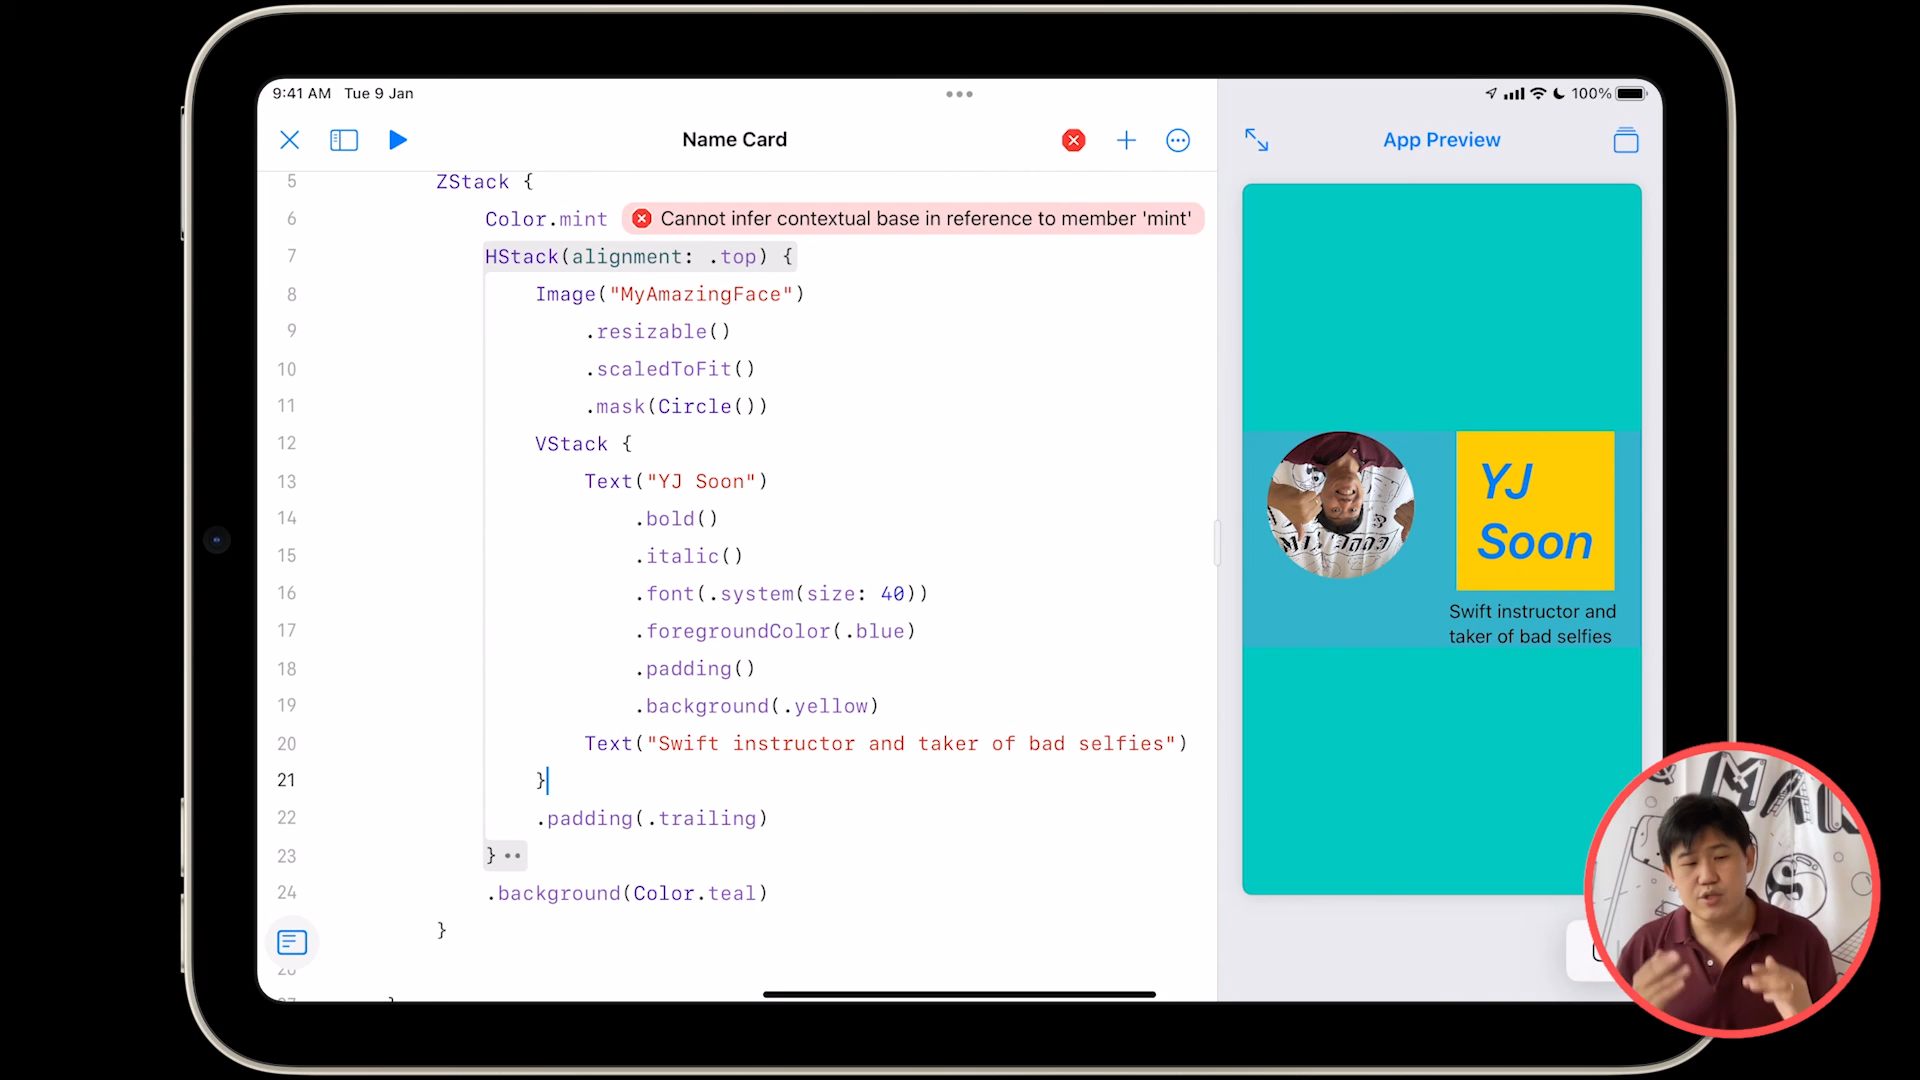 9:41 AM Tue 9 Jan
100%
Name Card
App Preview
5 ZStack {
6 Color.mint Cannot infer contextual base in reference to member 'mint'
7 HStack(alignment: .top) {
8 Image("MyAmazingFace")
9 .resizable()
10 .scaledToFit()
11 .mask(Circle())
12 VStack {
13 Text("YJ Soon")
14 .bold()
15 .italic()
16 .font(.system(size: 40))
17 .foregroundColor(.blue)
18 .padding()
19 .background(.yellow)
20 Text("Swift instructor and taker of bad selfies")
21 }
22 .padding(.trailing)
23 }
24 .background(Color.teal)
}
YJ
Soon
Swift instructor and
taker of bad selfies